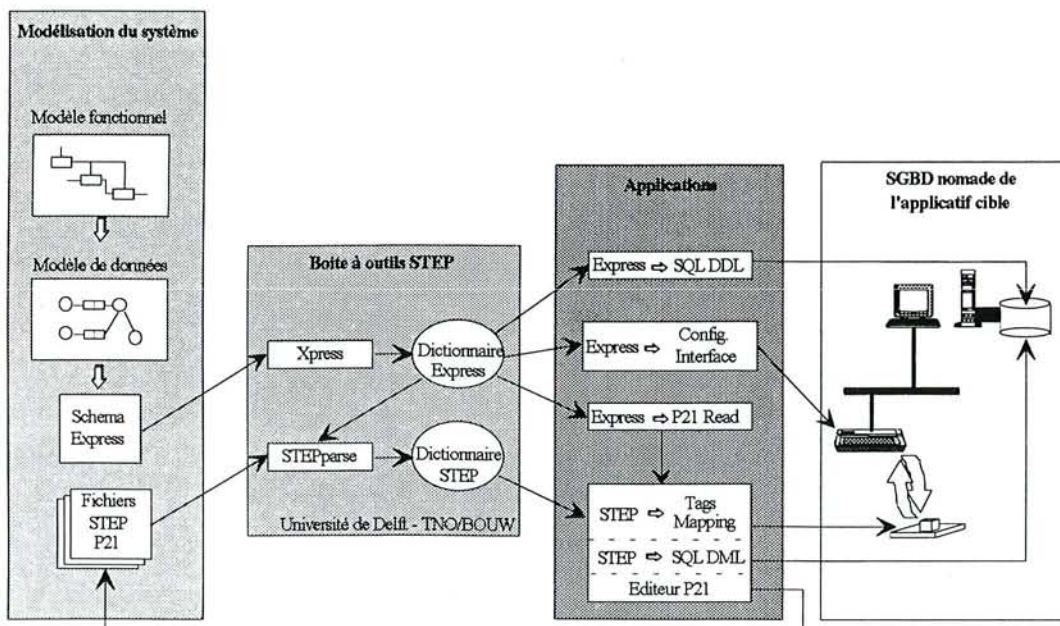 Modélisation du système
Modèle fonctionnel
Modèle de données
Schema
Express
Fichiers
STEP
P21
Boite à outils STEP
Xpress
Dictionnaire
Express
STEPparse
Dictionnaire
STEP
Université de Delft - TNO/BOUW
Applications
Express ⇨ SQL DDL
Express ⇨ Config.
Interface
Express ⇨ P21 Read
STEP ⇨ Tags
Mapping
STEP ⇨ SQL DML
Editeur P21
SGBD nomade de
l'applicatif cible